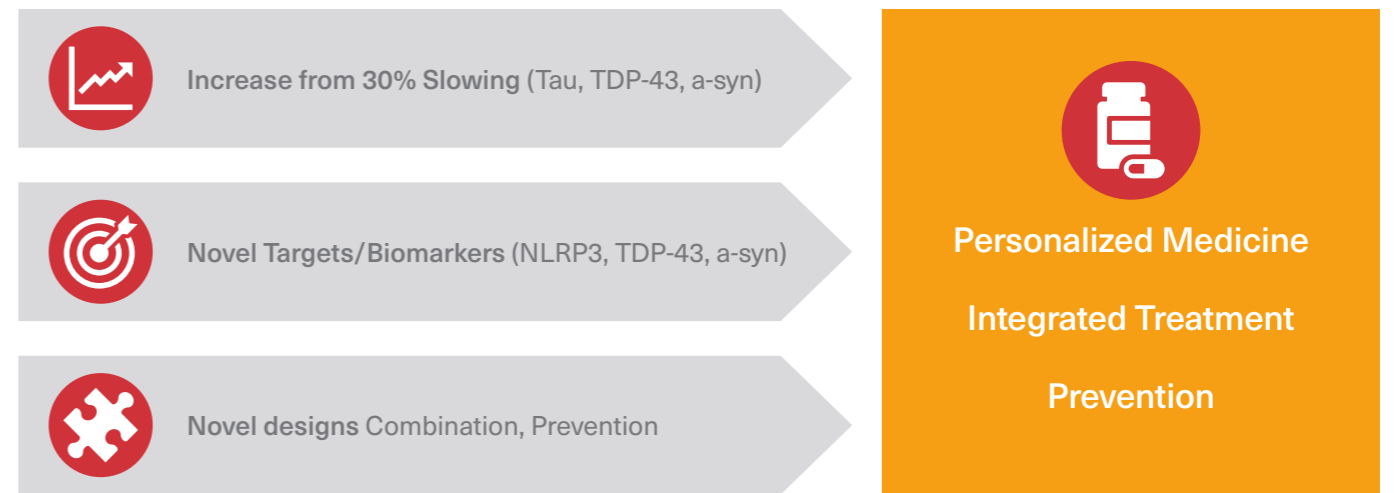 Increase from 30% Slowing (Tau, TDP-43, a-syn)
Novel Targets/Biomarkers (NLRP3, TDP-43, a-syn)
Novel designs Combination, Prevention
Personalized Medicine
Integrated Treatment
Prevention